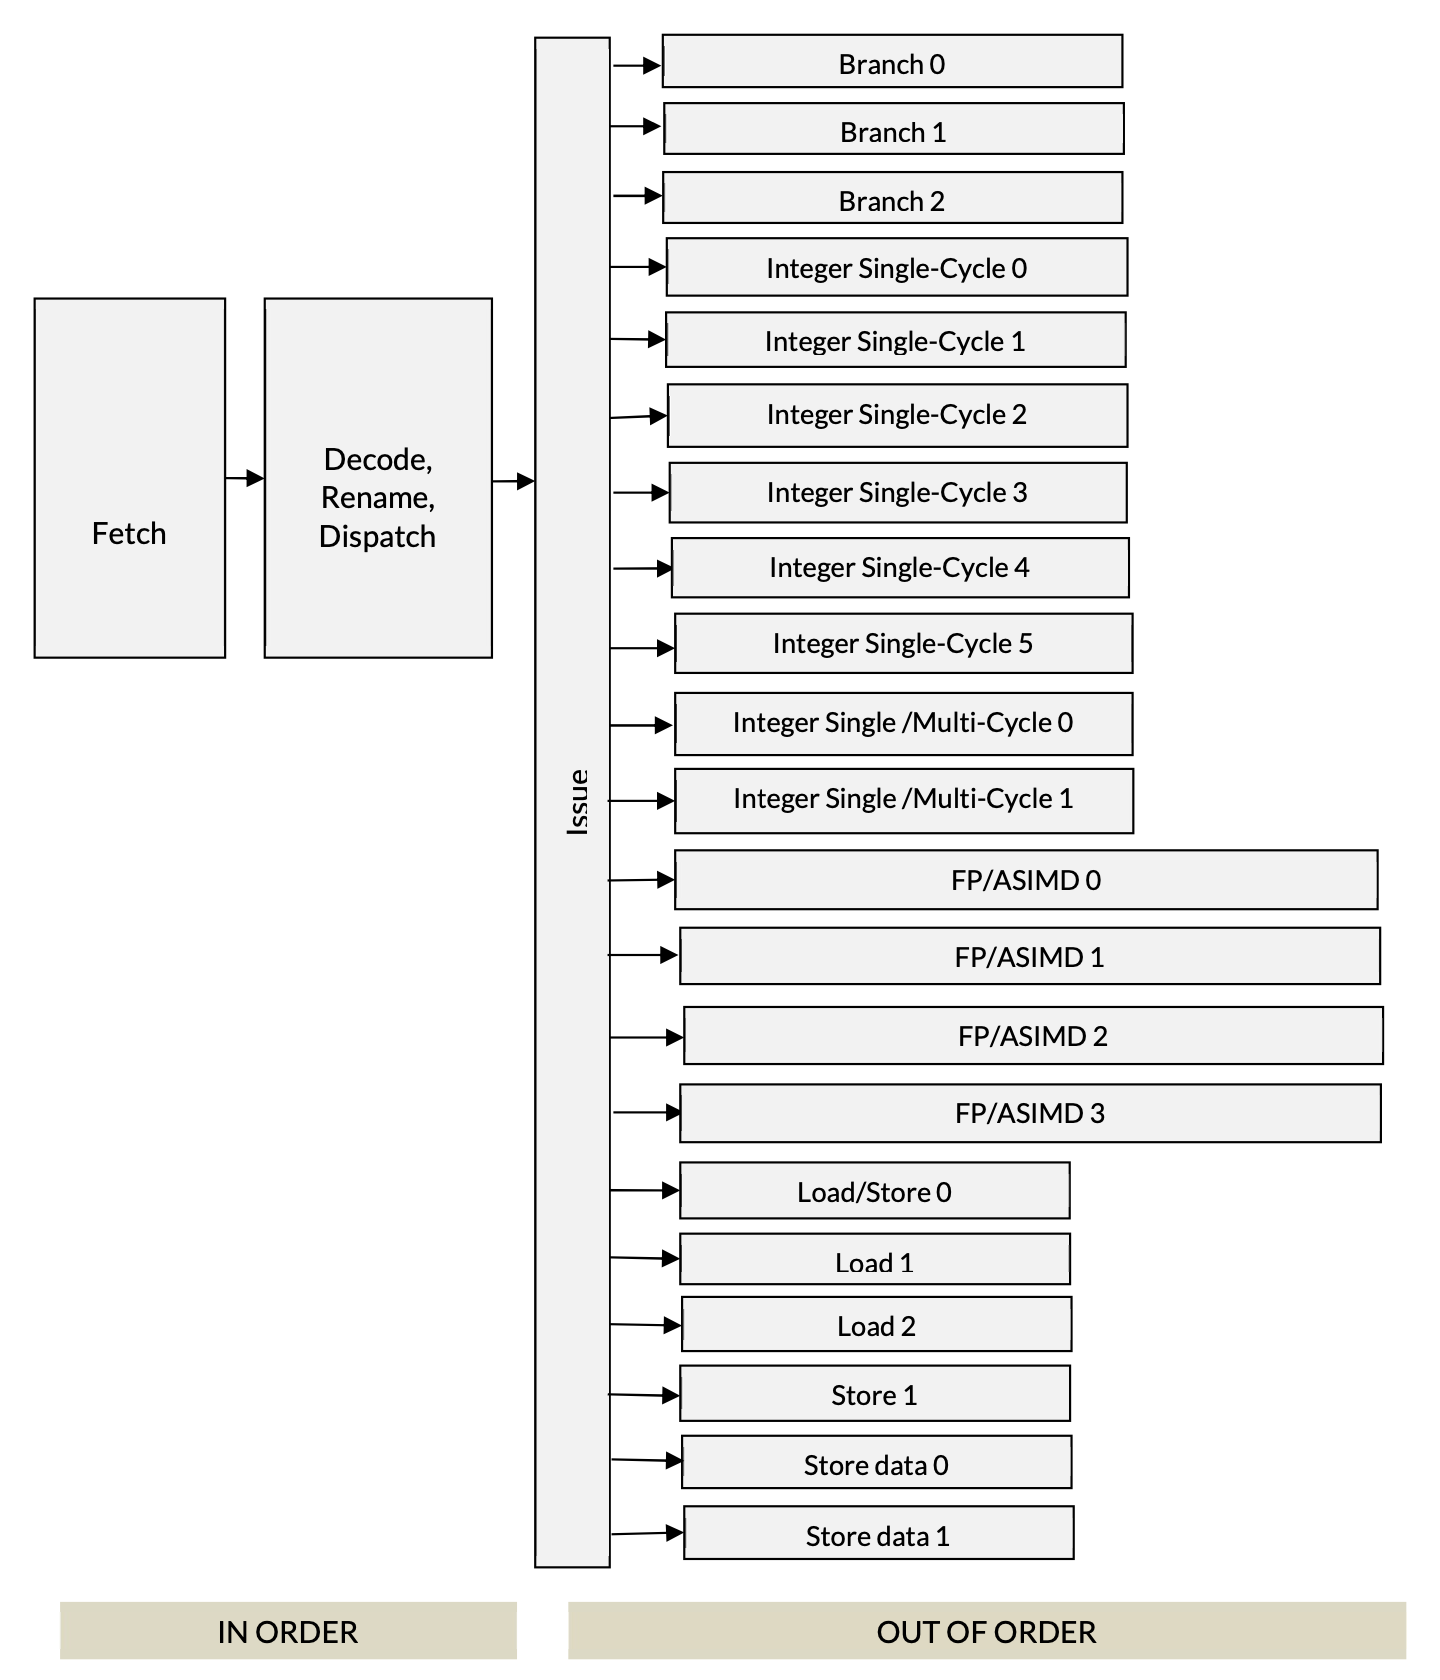 Branch 0
Branch 1
Branch 2
Integer Single-Cycle 0
Integer Single-Cycle 1
Integer Single-Cycle 2
Integer Single-Cycle 3
Integer Single-Cycle 4
Integer Single-Cycle 5
Integer Single /Multi-Cycle 0
Integer Single /Multi-Cycle 1
FP/ASIMD 0
FP/ASIMD 1
FP/ASIMD 2
FP/ASIMD 3
Load/Store 0
Load 1
Load 2
Store 1
Store data 0
Store data 1
Fetch
Decode,
Rename,
Dispatch
Issue
IN ORDER
OUT OF ORDER